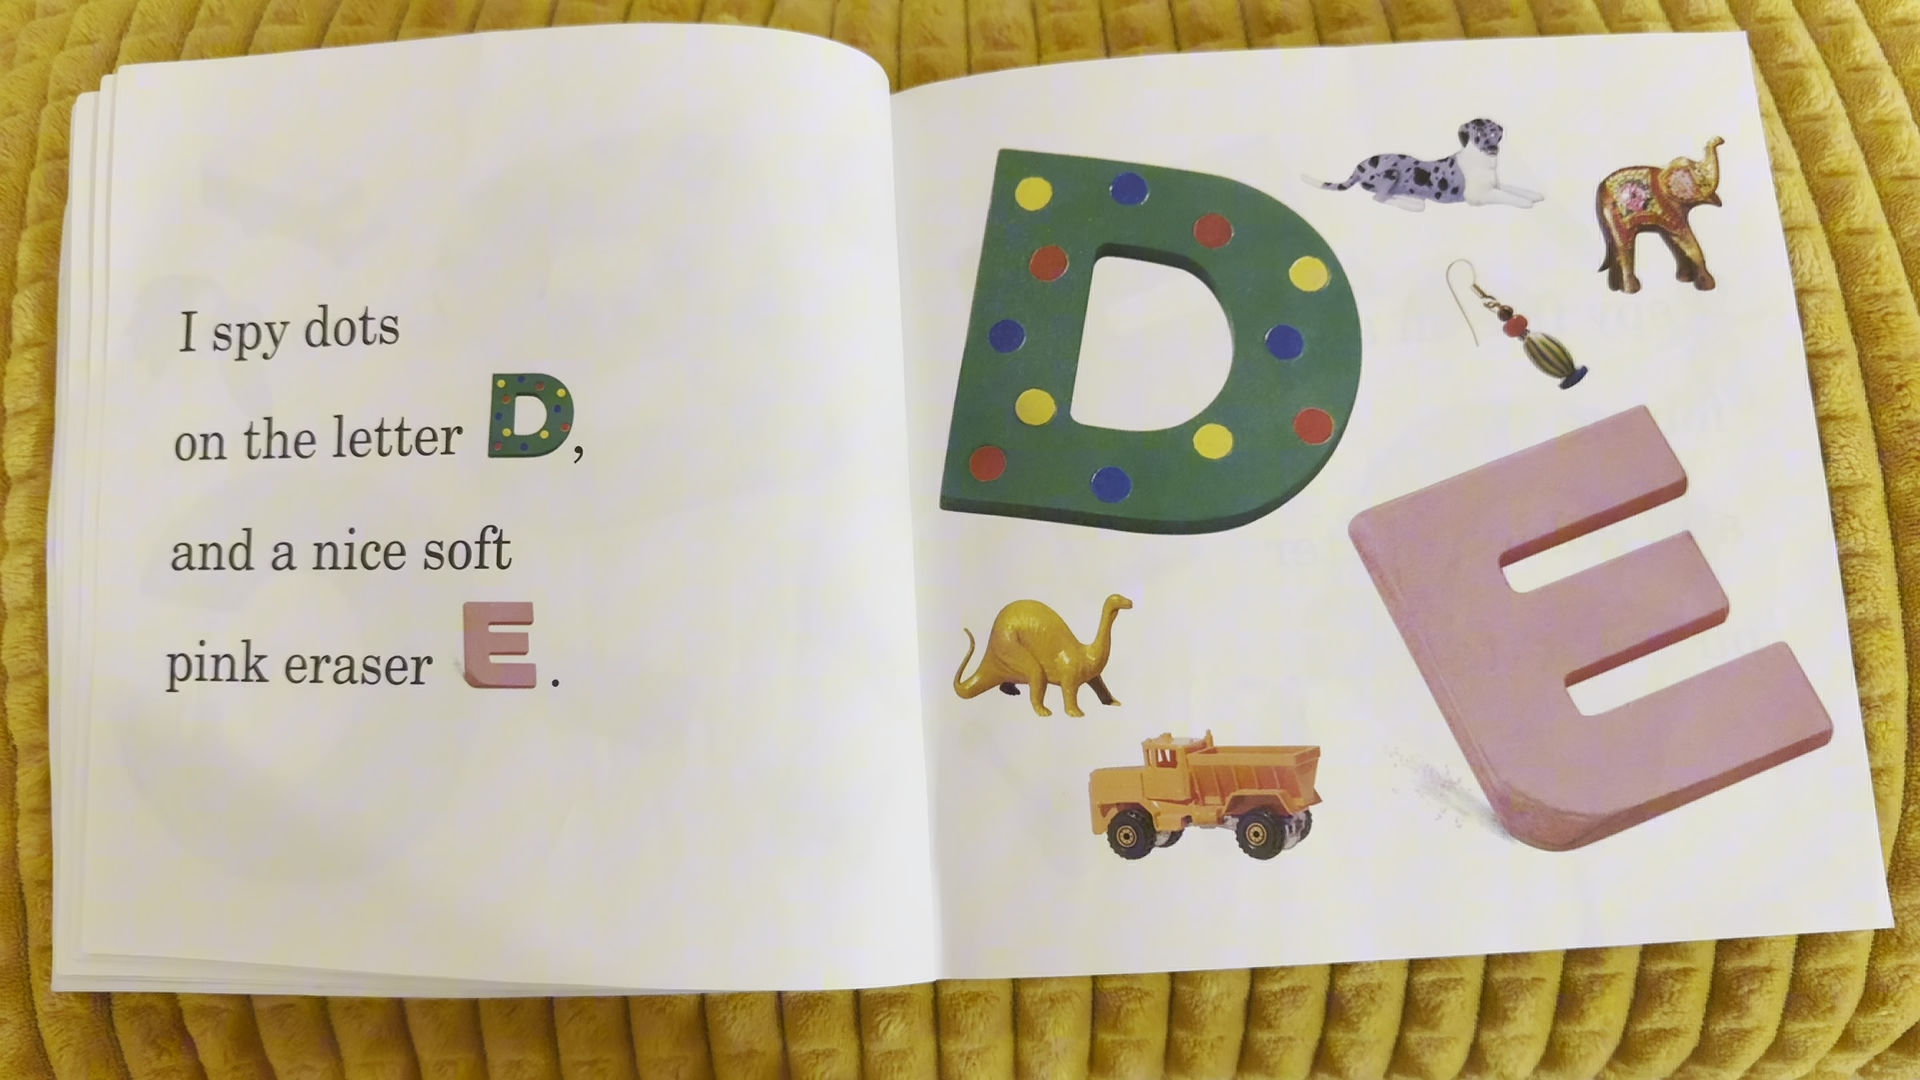 I spy dots
on the letter D,
and a nice soft
pink eraser E.
D
E